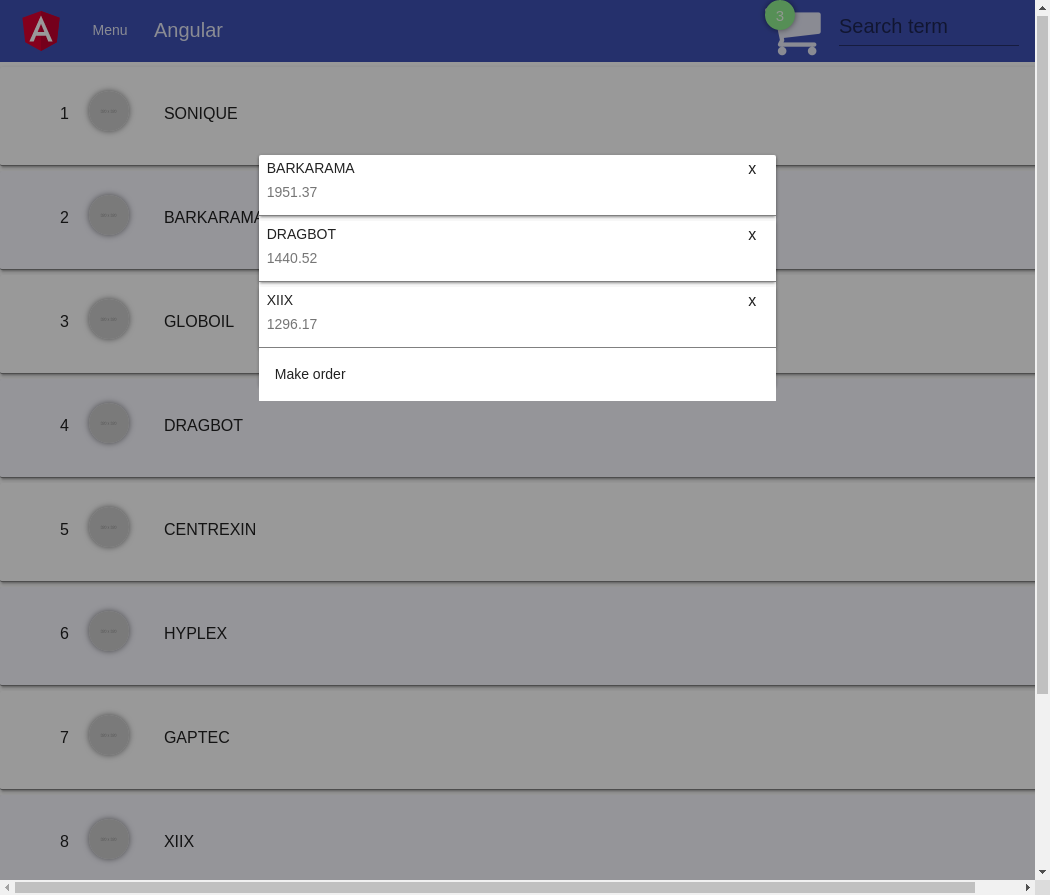 Menu
Angular
3
Search term
1
SONIQUE
BARKARAMA
x
1951.37
2
BARKARAMA
DRAGBOT
x
1440.52
XIIX
x
1296.17
3
GLOBOIL
Make order
4
DRAGBOT
5
CENTREXIN
6
HYPLEX
7
GAPTEC
8
XIIX